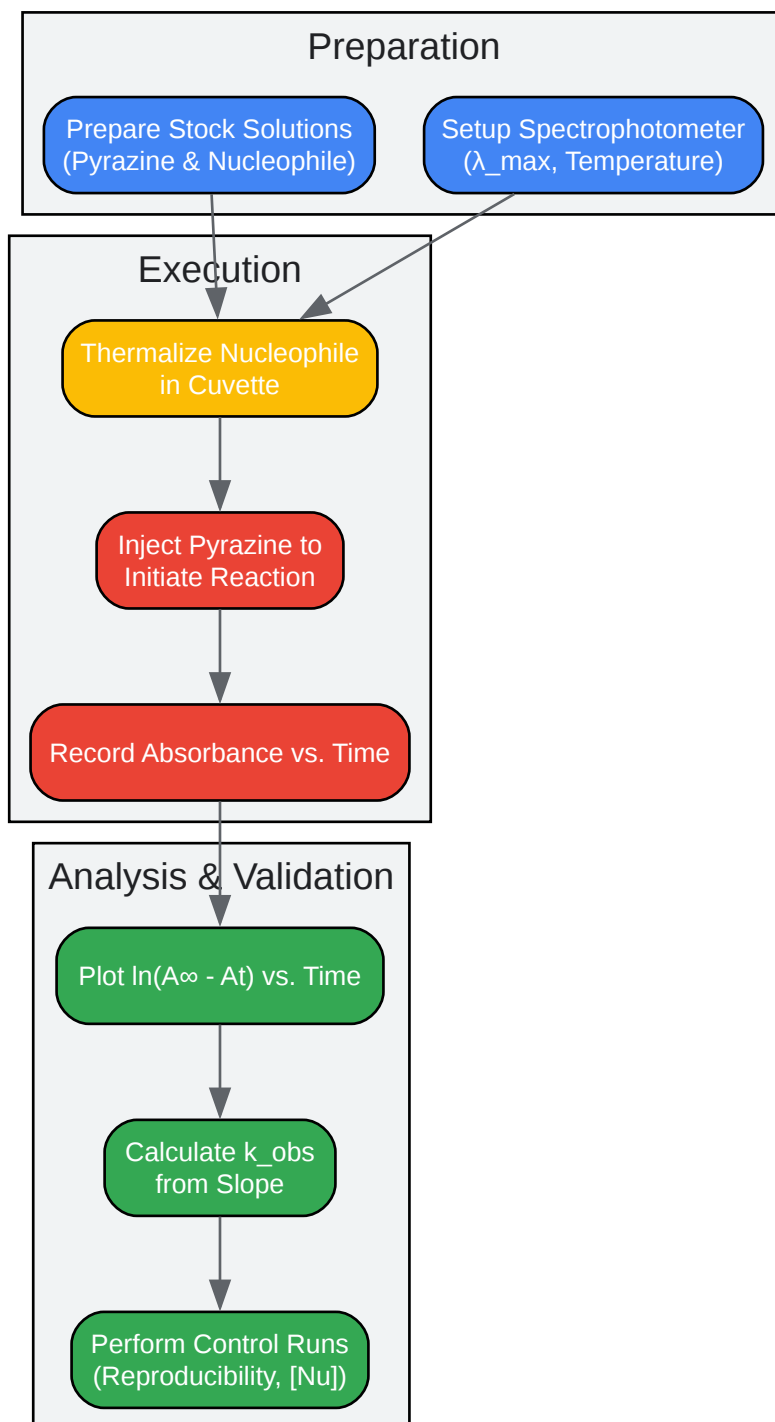 Preparation
Prepare Stock Solutions
(Pyrazine & Nucleophile)
Setup Spectrophotometer
(λ_max, Temperature)
Execution
Thermalize Nucleophile
in Cuvette
Inject Pyrazine to
Initiate Reaction
Record Absorbance vs. Time
Analysis & Validation
Plot ln(A∞ - At) vs. Time
Calculate k_obs
from Slope
Perform Control Runs
(Reproducibility, [Nu])